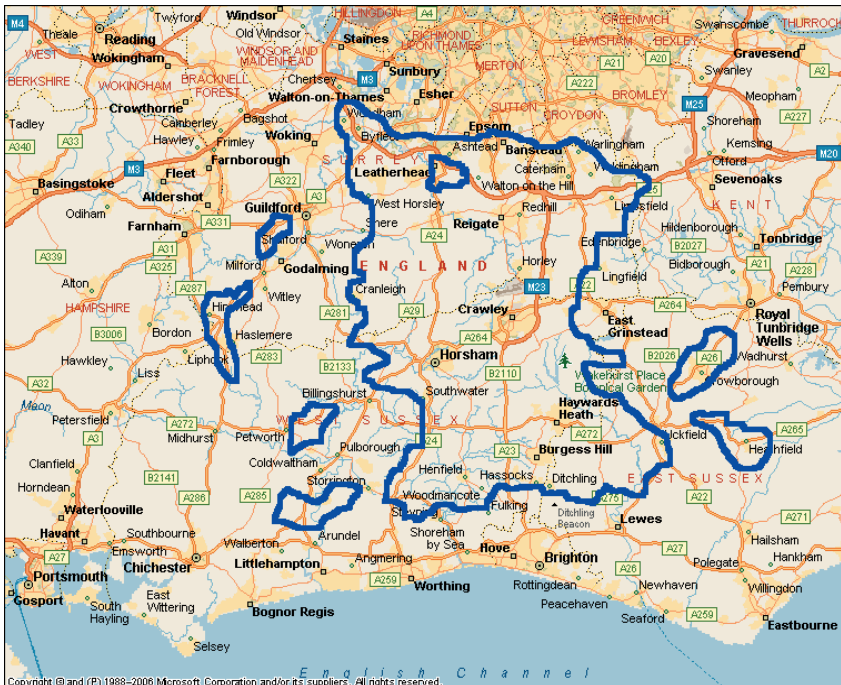 Windsor
HILLINGDON
A4
M4
Twyford
Theale
Reading
Windsor
Old Windsor
Staines
RICHMOND
UPON THAMES
LEWISHAM
GREENWICH
BEXLEY
Swanscombe
THURROCK
A21
A20
Gravesend
WEST
BERKSHIRE
Wokingham
WOKINGHAM
WINDSOR AND
MAIDENHEAD
BRACKNELL
FOREST
Chertsey
M3
Sunbury
MERTON
A222
Swanley
A2
Crowthorne
Walton-on-Thames
Esher
SUTTON
CROYDON
BROMLEY
M25
Meopham
Tadley
A33
A340
Camberley
Bagshot
Hawley
Frimley
Woking
Byfleet
Epsom
Ashtead
Banstead
Warlingham
Shoreham
Kemsing
Otford
M20
M3
Fleet
Farnborough
A322
SURREY
Leatherhead
Caterham
Walton on the Hill
Sevenoaks
Basingstoke
Aldershot
A3
Guildford
West Horsley
Shere
Redhill
Limpsfield
KENT
Odiham
A331
Farnham
A31
Shalford
Wonersh
A24
Reigate
Edenbridge
Hildenborough
B2027
Tonbridge
A339
A325
Milford
Godalming
ENGLAND
Horley
Lingfield
Bidborough
A21
A228
Alton
A287
Witley
Cranleigh
M23
A22
Pembury
HAMPSHIRE
Hindhead
A281
A29
Crawley
A264
East
Grinstead
A264
Royal
Tunbridge
Wells
B3006
Bordon
Haslemere
Hawkley
Liphook
A283
B2133
Horsham
B2110
Wakehurst Place
Botanical Garden
B2026
A26
Wadhurst
Crowborough
Liss
A32
Meon
Petersfield
Billingshurst
Southwater
Haywards
Heath
A272
WEST SUSSEX
A272
A265
A3
Midhurst
Petworth
Pulborough
A24
A23
Uckfield
Heathfield
Clanfield
Coldwaltham
Burgess Hill
Horndean
B2141
A286
A285
Storrington
Henfield
Hassocks
Ditchling
EAST SUSSEX
A22
Waterlooville
Woodmancote
Steyning
Fulking
Ditchling
Beacon
A275
Lewes
A271
Havant
Southbourne
Emsworth
Walberton
Arundel
Shoreham
by Sea
Hailsham
A27
Chichester
Angmering
Hove
A27
Polegate
Hankham
Portsmouth
Littlehampton
A259
Worthing
Brighton
A26
Newhaven
Willingdon
Gosport
South
Hayling
East
Wittering
Bognor Regis
Rottingdean
Peacehaven
Seaford
A259
Eastbourne
Selsey
English Channel
Copyright © and (P) 1988–2006 Microsoft Corporation and/or its suppliers. All rights reserved.